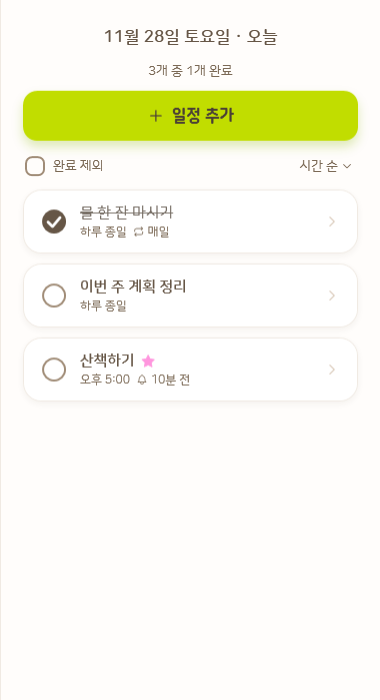 11월 28일 토요일 · 오늘
3개 중 1개 완료
+ 일정 추가
완료 제외
시간 순
물 한 잔 마시기
하루 종일 매일
이번 주 계획 정리
하루 종일
산책하기
오후 5:00 10분 전